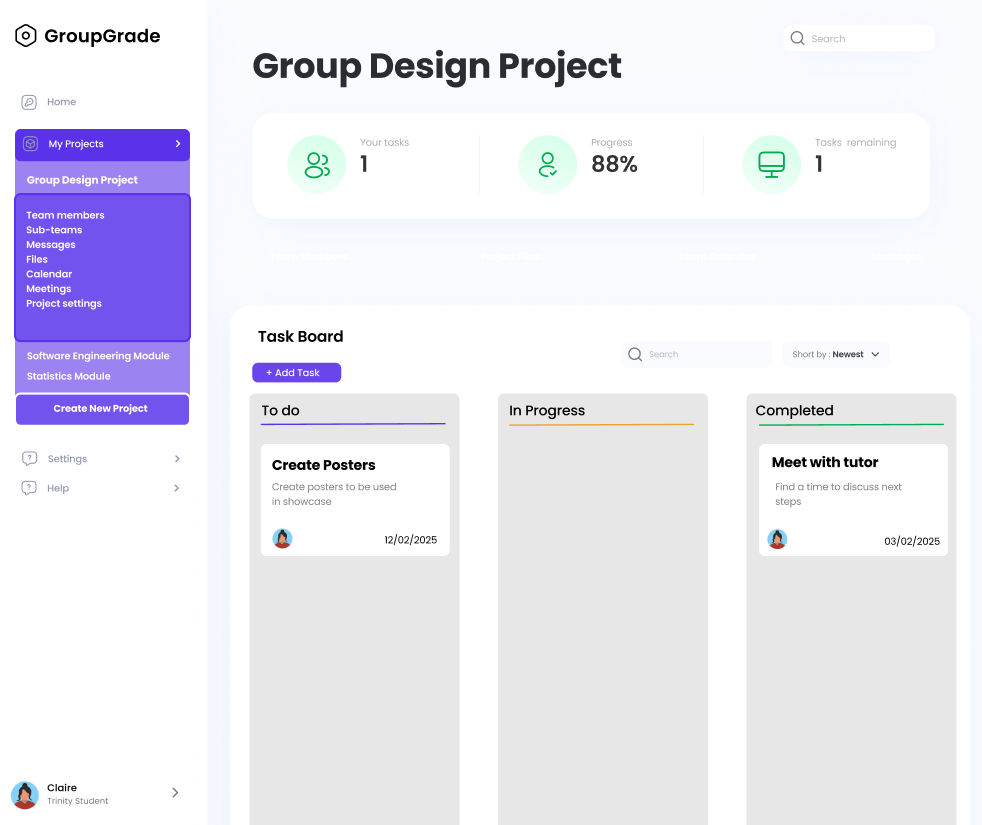 GroupGrade
Home
My Projects
Group Design Project
Team members
Sub-teams
Messages
Files
Calendar
Meetings
Project settings
Software Engineering Module
Statistics Module
Create New Project
Settings
Help
Claire
Trinity Student
Search
Group Design Project
Your tasks
1
Progress
88%
Tasks remaining
1
Task Board
+ Add Task
Search
Short by : Newest
To do
Create Posters
Create posters to be used
in showcase
12/02/2025
In Progress
Completed
Meet with tutor
Find a time to discuss next
steps
03/02/2025